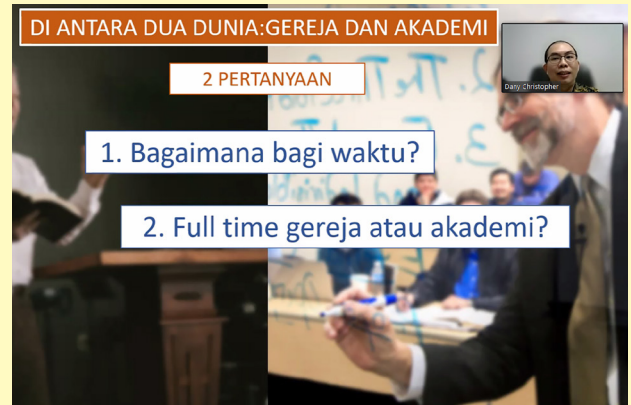 DI ANTARA DUA DUNIA:GEREJA DAN AKADEMI
Dany Christopher
2 PERTANYAAN
1. Bagaimana bagi waktu?
2. Full time gereja atau akademi?